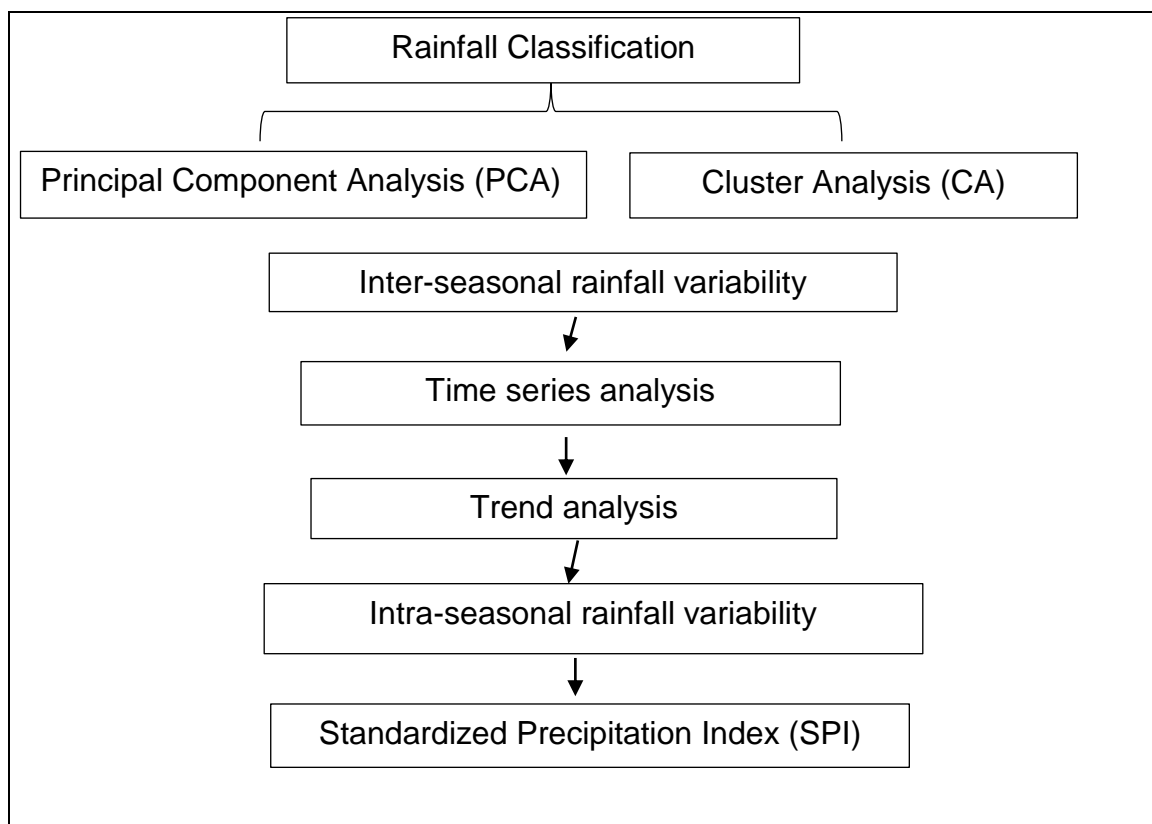 Rainfall Classification
Principal Component Analysis (PCA)
Cluster Analysis (CA)
Inter-seasonal rainfall variability
Time series analysis
Trend analysis
Intra-seasonal rainfall variability
Standardized Precipitation Index (SPI)